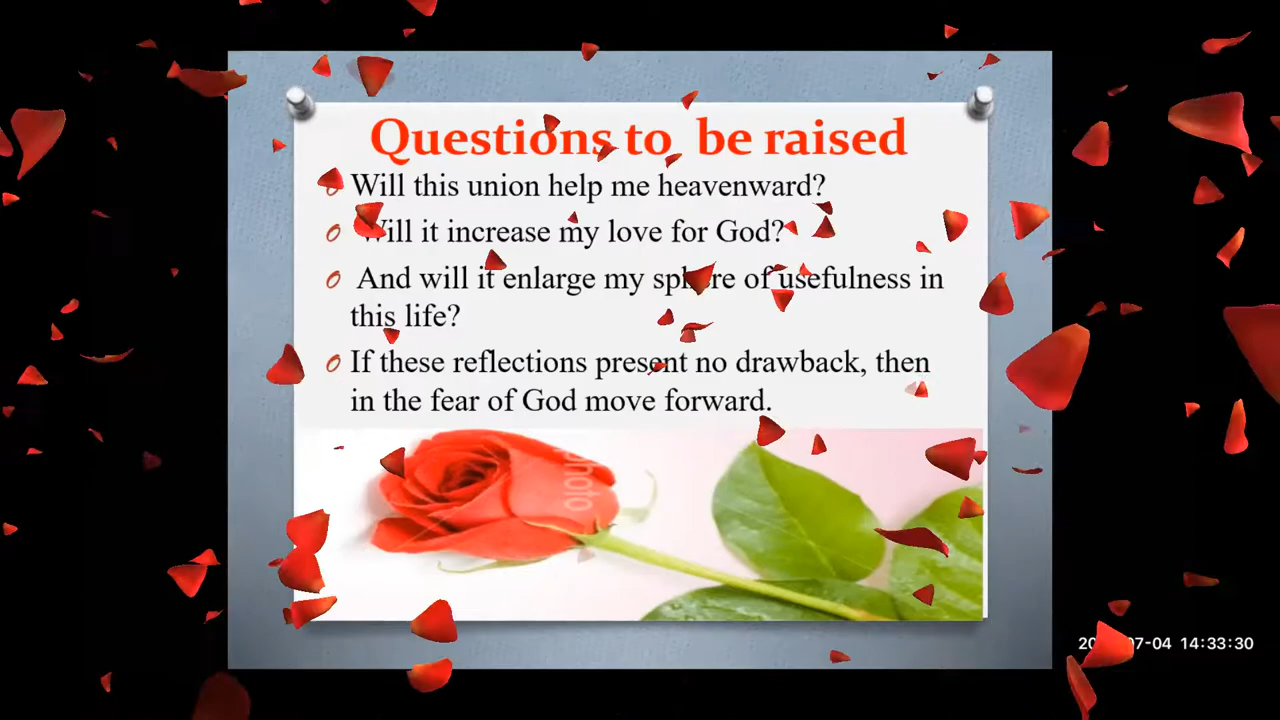 Questions to be raised
Will this union help me heavenward?
Will it increase my love for God?
And will it enlarge my sphere of usefulness in
this life?
If these reflections present no drawback, then
in the fear of God move forward.
photo
07-04 14:33:30